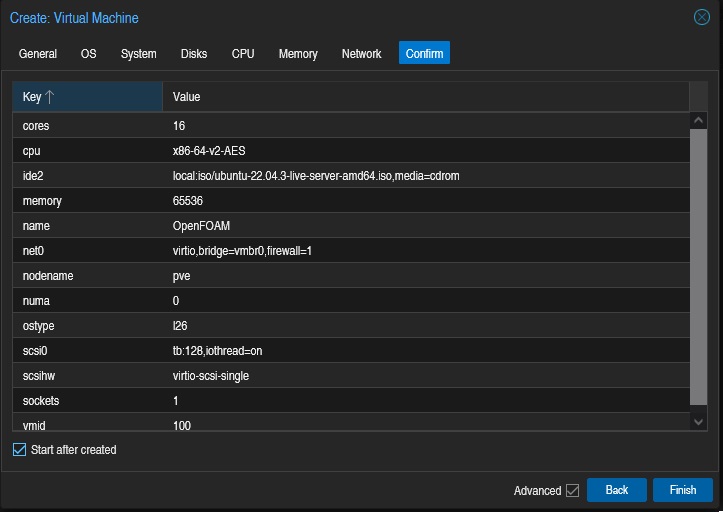 Create: Virtual Machine
General OS System Disks CPU Memory Network Confirm
Key Value
cores 16
cpu x86-64-v2-AES
ide2 local:iso/ubuntu-22.04.3-live-server-amd64.iso,media=cdrom
memory 65536
name OpenFOAM
net0 virtio,bridge=vmbr0,firewall=1
nodename pve
numa 0
ostype l26
scsi0 tb:128,iothread=on
scsihw virtio-scsi-single
sockets 1
vmid 100
Start after created
Advanced Back Finish